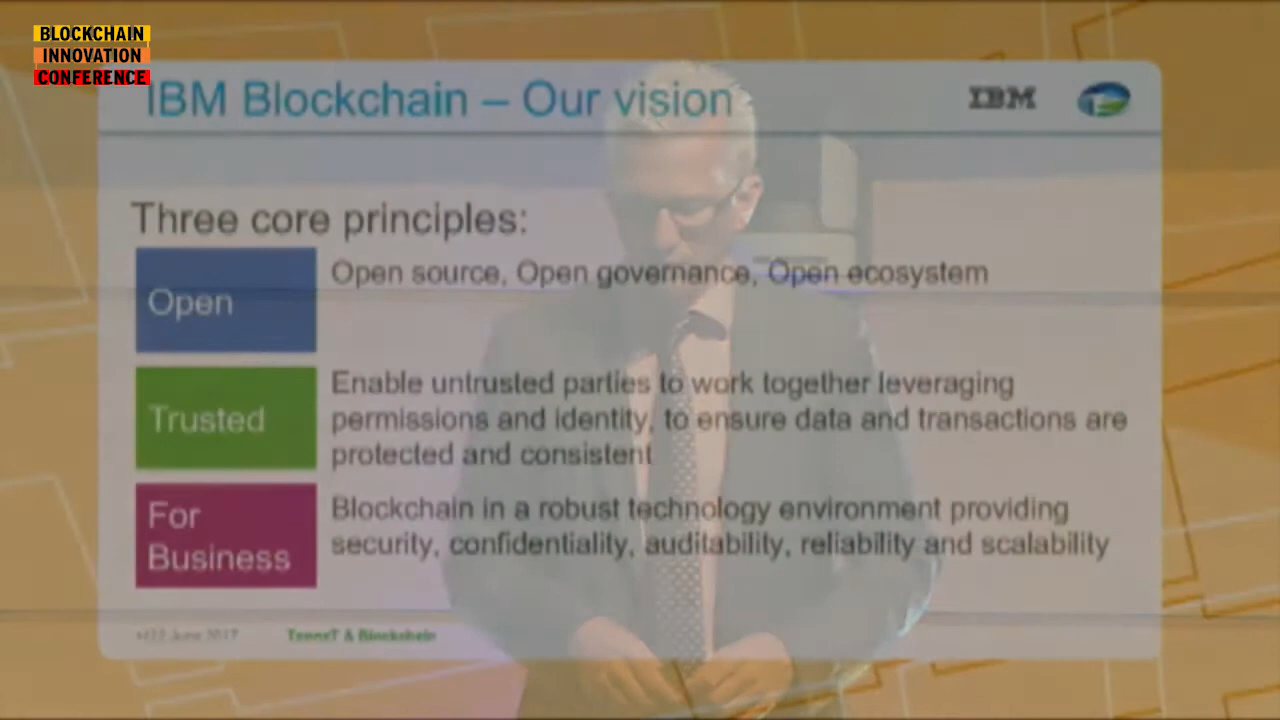 BLOCKCHAIN
INNOVATION
CONFERENCE
IBM Blockchain – Our vision
IBM
Three core principles:
Open
Open source, Open governance, Open ecosystem
Trusted
Enable untrusted parties to work together leveraging
permissions and identity, to ensure data and transactions are
protected and consistent
For
Business
Blockchain in a robust technology environment providing
security, confidentiality, auditability, reliability and scalability
June 2017
TenneT & Blockchain